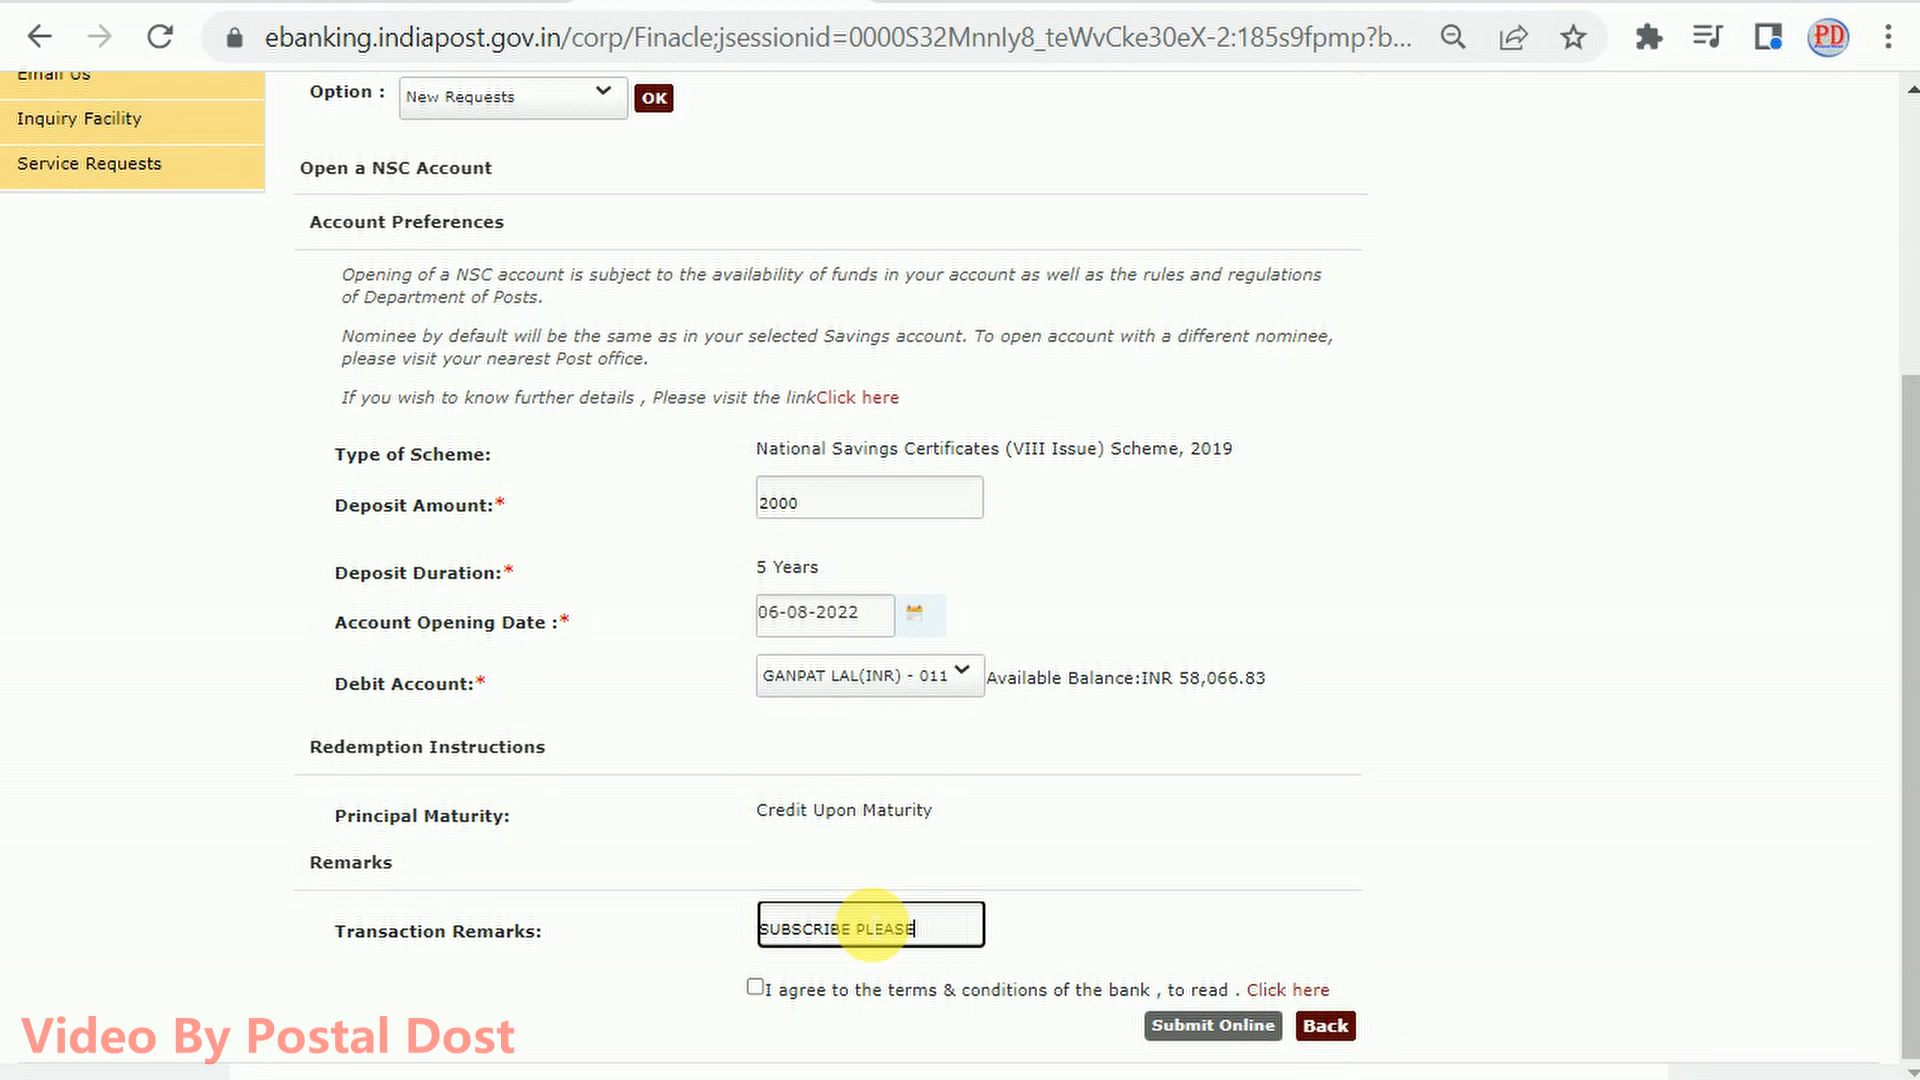 ebanking.indiapost.gov.in/corp/Finacle;jsessionid=0000S32Mnnly8_teWvCke30eX-2:185s9fpmp?b...
PD
Email Us
Option : New Requests OK
Inquiry Facility
Service Requests
Open a NSC Account
Account Preferences
Opening of a NSC account is subject to the availability of funds in your account as well as the rules and regulations
of Department of Posts.
Nominee by default will be the same as in your selected Savings account. To open account with a different nominee,
please visit your nearest Post office.
If you wish to know further details , Please visit the linkClick here
Type of Scheme: National Savings Certificates (VIII Issue) Scheme, 2019
Deposit Amount:* 2000
Deposit Duration:* 5 Years
Account Opening Date :* 06-08-2022
Debit Account:* GANPAT LAL(INR) - 011 Available Balance:INR 58,066.83
Redemption Instructions
Principal Maturity: Credit Upon Maturity
Remarks
Transaction Remarks: SUBSCRIBE PLEASE
I agree to the terms & conditions of the bank , to read . Click here
Submit Online Back
Video By Postal Dost